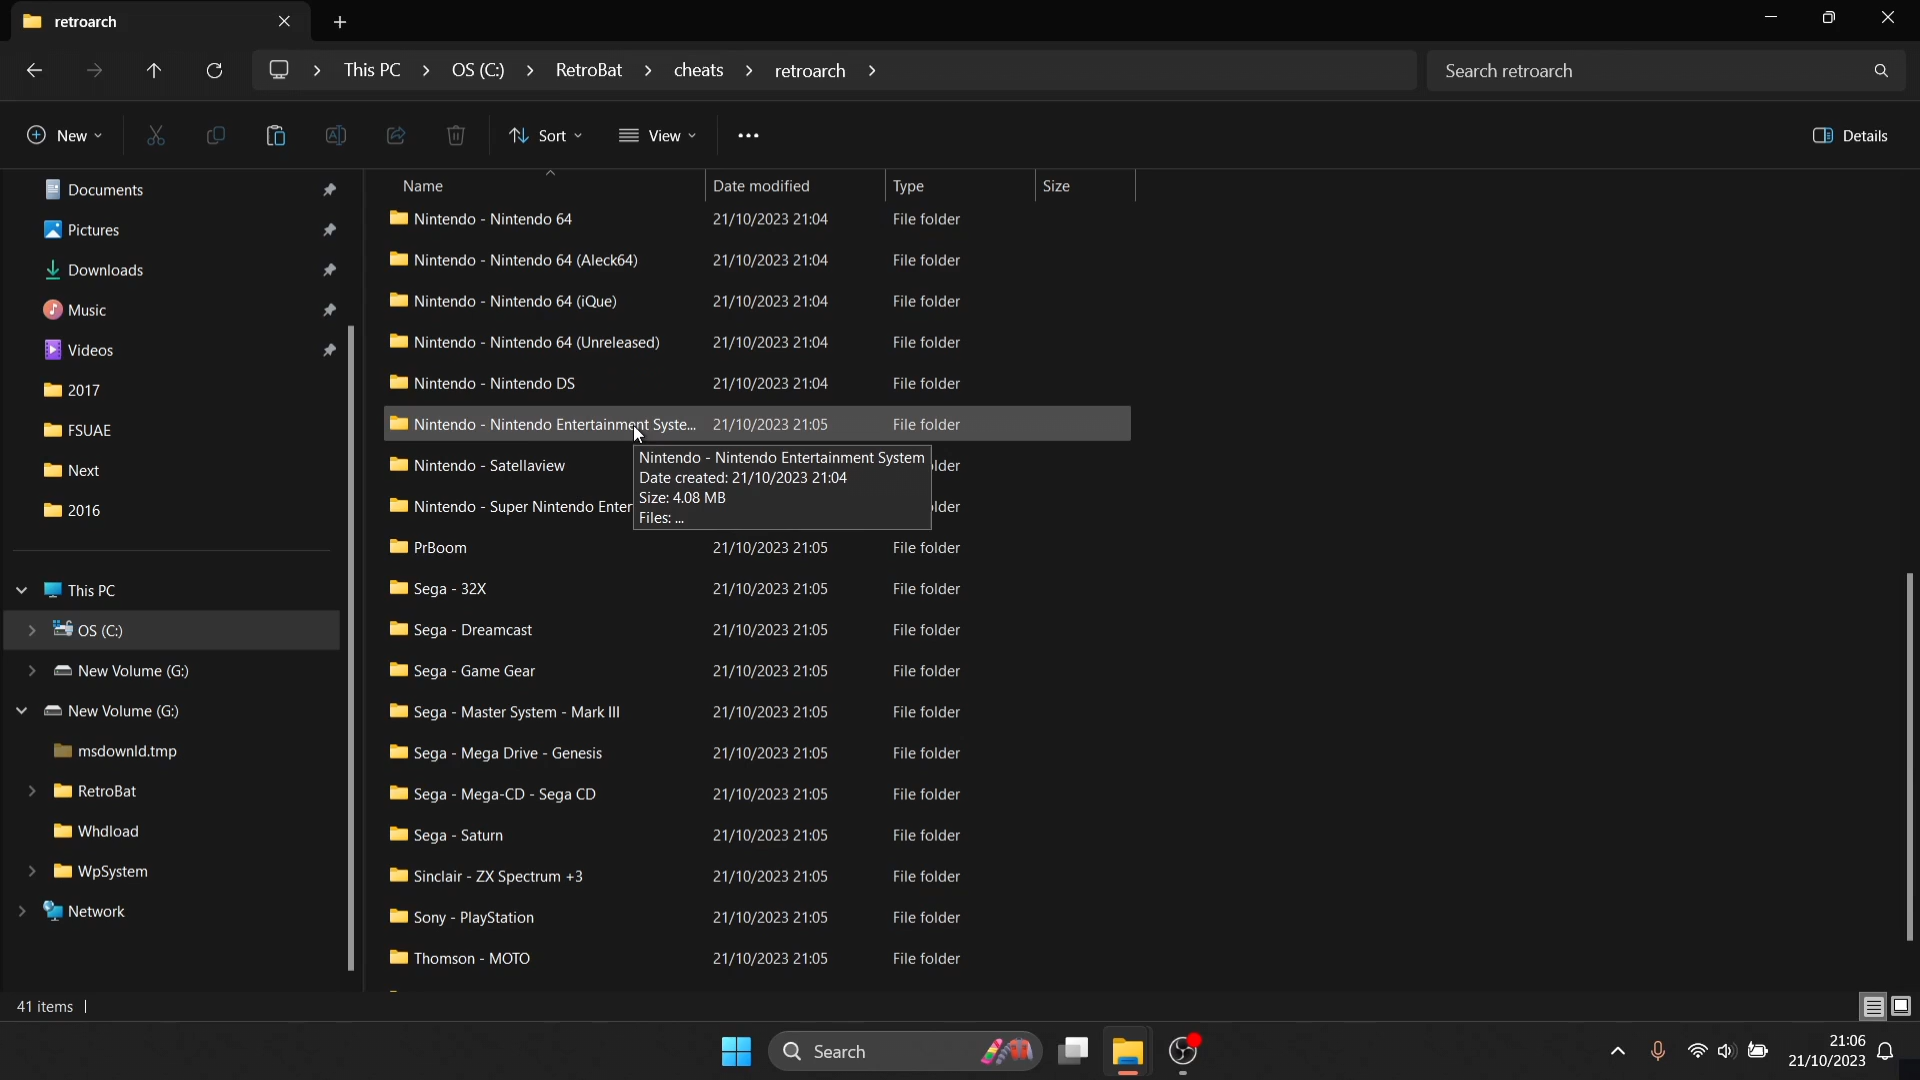 retroarch
This PC > OS (C:) > RetroBat > cheats > retroarch >
Search retroarch
New
Sort
View
Details
Name
Date modified
Type
Size
Documents
Pictures
Downloads
Music
Videos
2017
FSUAE
Next
2016
This PC
OS (C:)
New Volume (G:)
New Volume (G:)
msdownld.tmp
RetroBat
Whdload
WpSystem
Network
Nintendo - Nintendo 64 21/10/2023 21:04 File folder
Nintendo - Nintendo 64 (Aleck64) 21/10/2023 21:04 File folder
Nintendo - Nintendo 64 (iQue) 21/10/2023 21:04 File folder
Nintendo - Nintendo 64 (Unreleased) 21/10/2023 21:04 File folder
Nintendo - Nintendo DS 21/10/2023 21:04 File folder
Nintendo - Nintendo Entertainment Syste... 21/10/2023 21:05 File folder
Nintendo - Satellaview lder
Nintendo - Super Nintendo Enter lder
Nintendo - Nintendo Entertainment System
Date created: 21/10/2023 21:04
Size: 4.08 MB
Files: ...
PrBoom 21/10/2023 21:05 File folder
Sega - 32X 21/10/2023 21:05 File folder
Sega - Dreamcast 21/10/2023 21:05 File folder
Sega - Game Gear 21/10/2023 21:05 File folder
Sega - Master System - Mark III 21/10/2023 21:05 File folder
Sega - Mega Drive - Genesis 21/10/2023 21:05 File folder
Sega - Mega-CD - Sega CD 21/10/2023 21:05 File folder
Sega - Saturn 21/10/2023 21:05 File folder
Sinclair - ZX Spectrum +3 21/10/2023 21:05 File folder
Sony - PlayStation 21/10/2023 21:05 File folder
Thomson - MOTO 21/10/2023 21:05 File folder
41 items
Search
21:06
21/10/2023